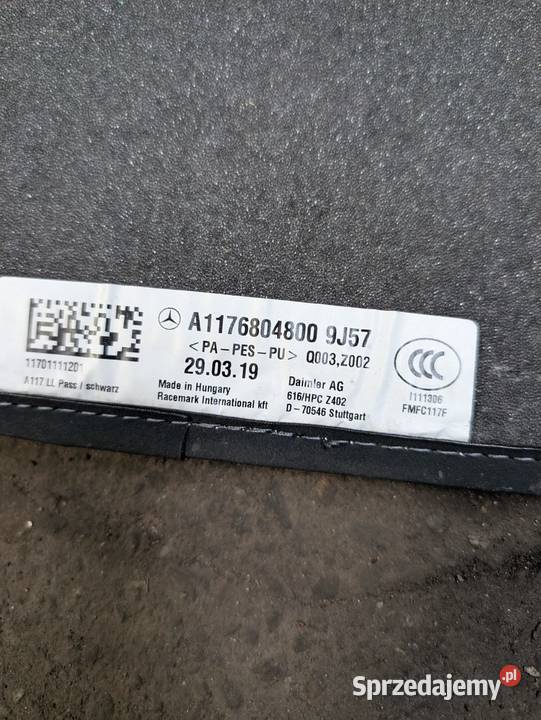 A1176804800 9J57
<PA-PES-PU> Q003,Z002
29.03.19
Made in Hungary
Racemark International kft
Daimler AG
616/HPC Z402
D-70546 Stuttgart
11701111201
A117 LL Pass / schwarz
CCC
I111306
FMFC117F
Sprzedajemy.pl